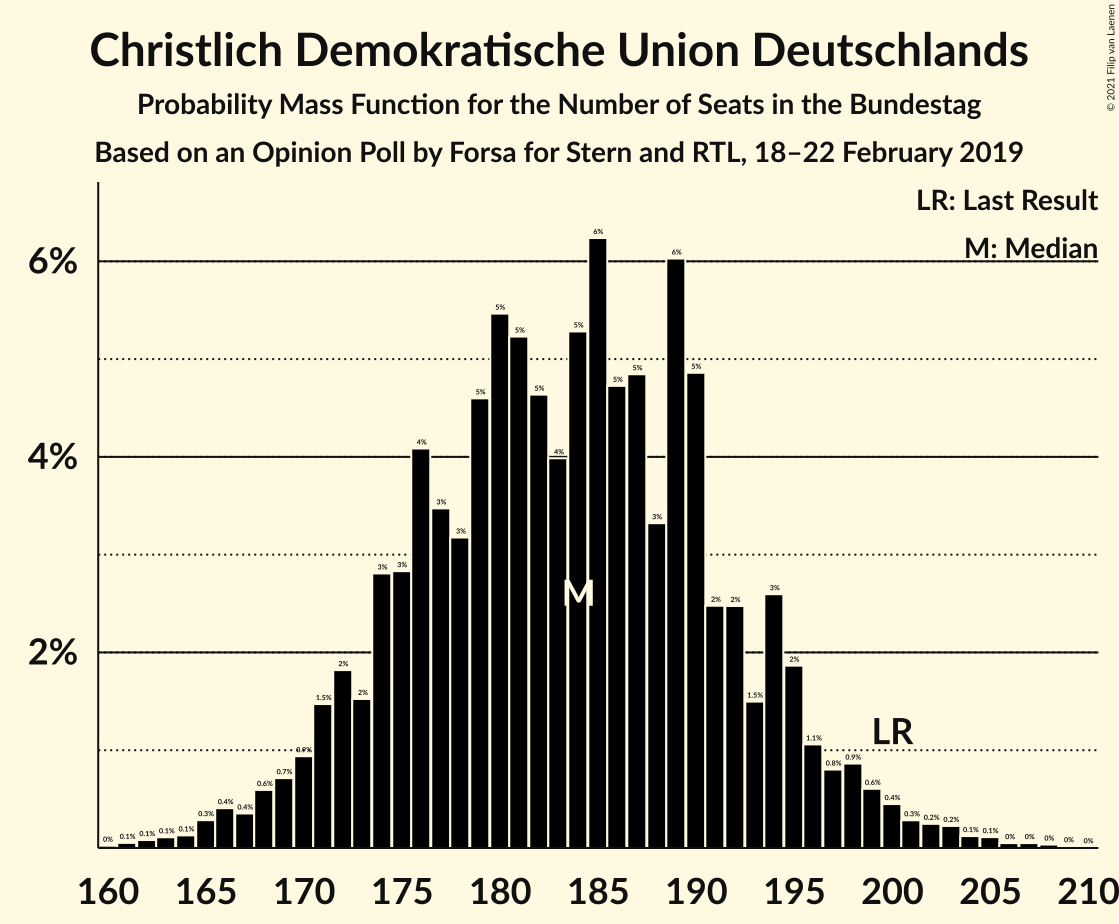 Christlich Demokratische Union Deutschlands
Probability Mass Function for the Number of Seats in the Bundestag
Based on an Opinion Poll by Forsa for Stern and RTL, 18–22 February 2019
© 2021 Filip van Laenen
LR: Last Result
M: Median
6%
4%
2%
0% 0.1% 0.1% 0.1% 0.1% 0.3% 0.4% 0.4% 0.6% 0.7% 0.9% 1.5% 2% 2% 3% 3% 4% 3% 3% 5% 5% 5% 5% 4% 5% 6% 5% 5% 3% 6% 5% 2% 2% 1.5% 3% 2% 1.1% 0.8% 0.9% 0.6% 0.4% 0.3% 0.2% 0.2% 0.1% 0.1% 0% 0% 0% 0% 0%
M
LR
160 165 170 175 180 185 190 195 200 205 210